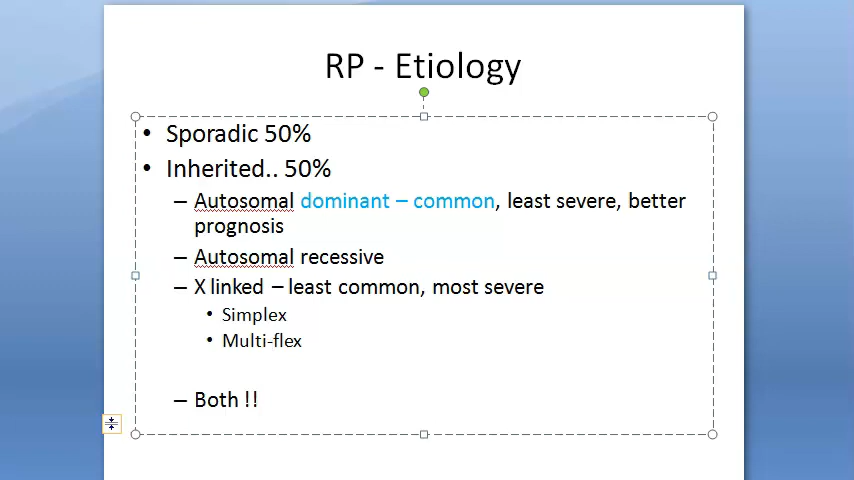 RP - Etiology
• Sporadic 50%
• Inherited.. 50%
– Autosomal dominant – common, least severe, better
prognosis
– Autosomal recessive
– X linked – least common, most severe
• Simplex
• Multi-flex
– Both !!